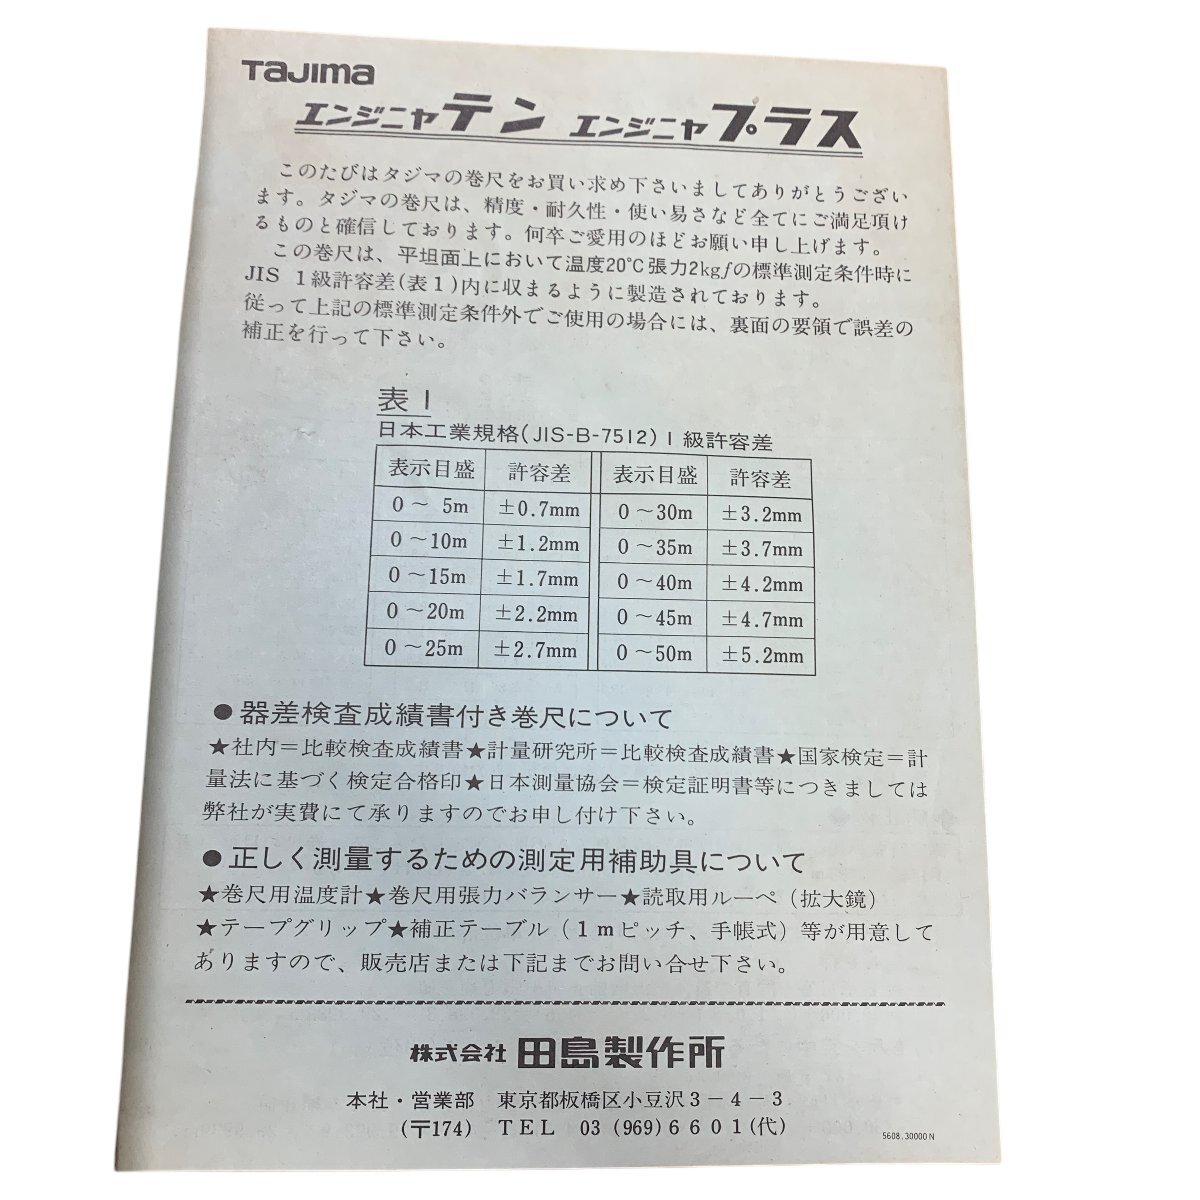 TaJima
エンジニヤテン エンジニヤプラス
このたびはタジマの巻尺をお買い求め下さいましてありがとうござい
ます。タジマの巻尺は、精度・耐久性・使い易さなど全てにご満足頂け
るものと確信しております。何卒ご愛用のほどお願い申し上げます。
この巻尺は、平坦面上において温度20°C張力2kgfの標準測定条件時に
JIS 1級許容差(表1)内に収まるように製造されております。
従って上記の標準測定条件外でご使用の場合には、裏面の要領で誤差の
補正を行って下さい。
表1
日本工業規格(JIS-B-7512)1級許容差
表示目盛 許容差 表示目盛 許容差
0～ 5m ±0.7mm 0～30m ±3.2mm
0～10m ±1.2mm 0～35m ±3.7mm
0～15m ±1.7mm 0～40m ±4.2mm
0～20m ±2.2mm 0～45m ±4.7mm
0～25m ±2.7mm 0～50m ±5.2mm
●器差検査成績書付き巻尺について
★社内＝比較検査成績書★計量研究所＝比較検査成績書★国家検定＝計
量法に基づく検定合格印★日本測量協会＝検定証明書等につきましては
弊社が実費にて承りますのでお申し付け下さい。
●正しく測量するための測定用補助具について
★巻尺用温度計★巻尺用張力バランサー★読取用ルーペ（拡大鏡）
★テープグリップ★補正テーブル（1mピッチ、手帳式）等が用意して
ありますので、販売店または下記までお問い合せ下さい。
株式会社 田島製作所
本社・営業部 東京都板橋区小豆沢3－4－3
(〒174) TEL 03 (969)6601(代)
5608.30000N